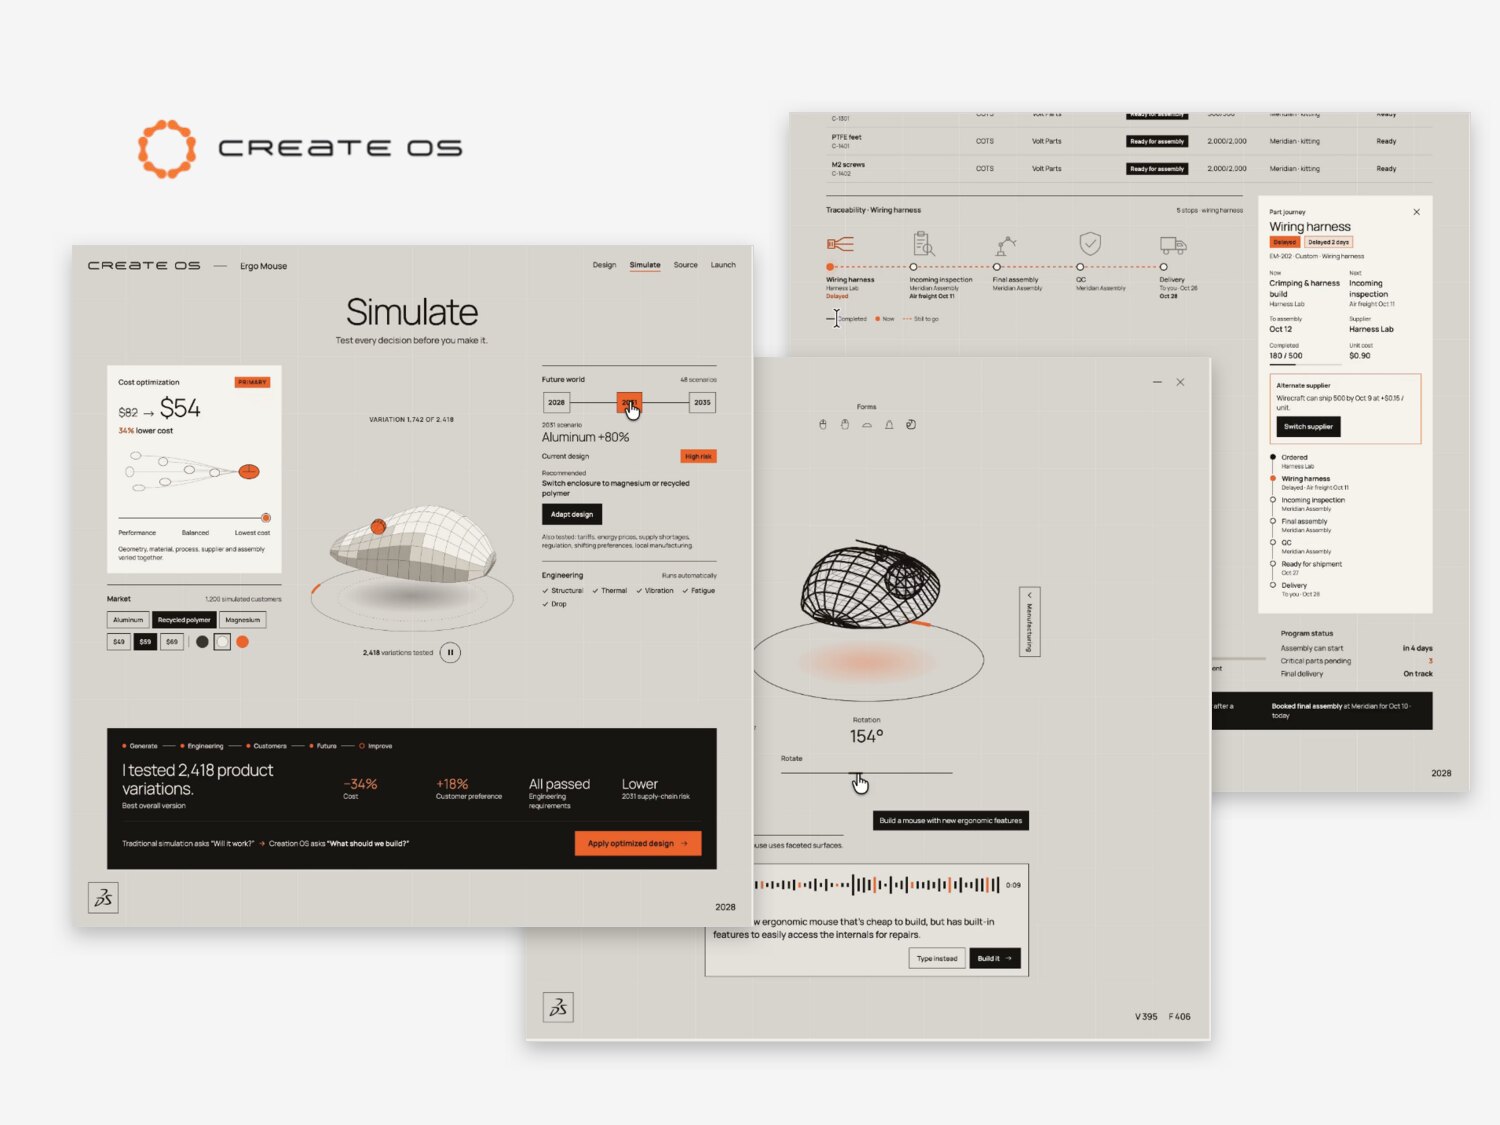 CREATE OS
CREATE OS — Ergo Mouse
Design Simulate Source Launch
Simulate
Test every decision before you make it.
Cost optimization PRIMARY
$82 → $54
34% lower cost
Performance Balanced Lowest cost
Geometry, material, process, supplier and assembly
varied together.
Market 1,200 simulated customers
Aluminum Recycled polymer Magnesium
$49 $59 $69
VARIATION 1,742 OF 2,418
2,418 variations tested
Future world 48 scenarios
2028 2031 2035
2031 scenario
Aluminum +80%
Current design High risk
Recommended
Switch enclosure to magnesium or recycled
polymer
Adapt design
Also tested: tariffs, energy prices, supply shortages,
regulation, shifting preferences, local manufacturing.
Engineering Runs automatically
✓ Structural ✓ Thermal ✓ Vibration ✓ Fatigue
✓ Drop
Generate — Engineering — Customers — Future — Improve
I tested 2,418 product
variations.
Best overall version
−34%
Cost
+18%
Customer preference
All passed
Engineering
requirements
Lower
2031 supply-chain risk
Traditional simulation asks "Will it work?" → Creation OS asks "What should we build?"
Apply optimized design →
2028
Forms
Manufacturing
Rotation
154°
Rotate
Build a mouse with new ergonomic features
use uses faceted surfaces.
0:09
w ergonomic mouse that's cheap to build, but has built-in
features to easily access the internals for repairs.
Type instead Build it →
V 395 F 406
C-1301
PTFE feet COTS Volt Parts Ready for assembly 2,000/2,000 Meridian · kitting Ready
C-1401
M2 screws COTS Volt Parts Ready for assembly 2,000/2,000 Meridian · kitting Ready
C-1402
Traceability · Wiring harness 5 stops · wiring harness
Wiring harness
Harness Lab
Delayed
Incoming inspection
Meridian Assembly
Air freight Oct 11
Final assembly
Meridian Assembly
QC
Meridian Assembly
Delivery
To you · Oct 26
Oct 28
Completed Now Still to go
Part journey
Wiring harness
Delayed Delayed 2 days
EM-202 · Custom · Wiring harness
Now
Crimping & harness
build
Harness Lab
Next
Incoming
inspection
Air freight Oct 11
To assembly
Oct 12
Supplier
Harness Lab
Completed
180 / 500
Unit cost
$0.90
Alternate supplier
Wirecraft can ship 500 by Oct 9 at +$0.15 /
unit.
Switch supplier
Ordered
Harness Lab
Wiring harness
Delayed · Air freight Oct 11
Incoming inspection
Meridian Assembly
Final assembly
Meridian Assembly
QC
Meridian Assembly
Ready for shipment
Oct 27
Delivery
To you · Oct 28
Program status
Assembly can start in 4 days
Critical parts pending 3
Final delivery On track
ent
after a
Booked final assembly at Meridian for Oct 10 ·
today
2028